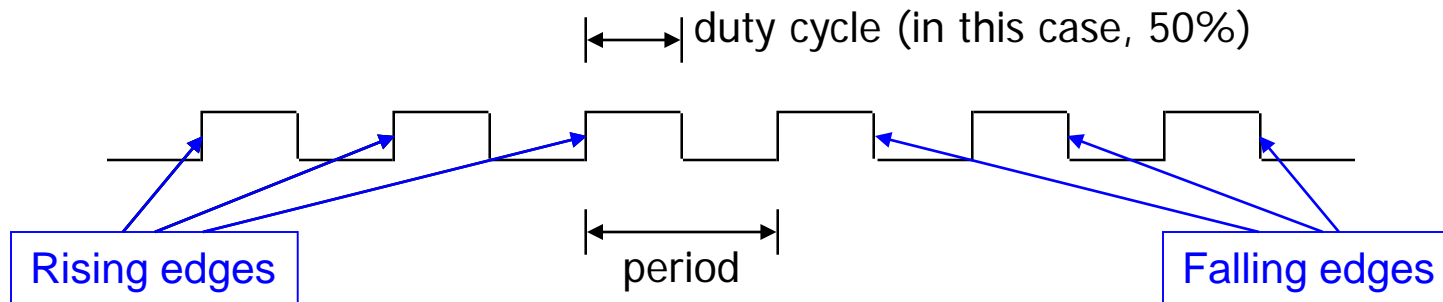 duty cycle (in this case, 50%)
Rising edges
period
Falling edges